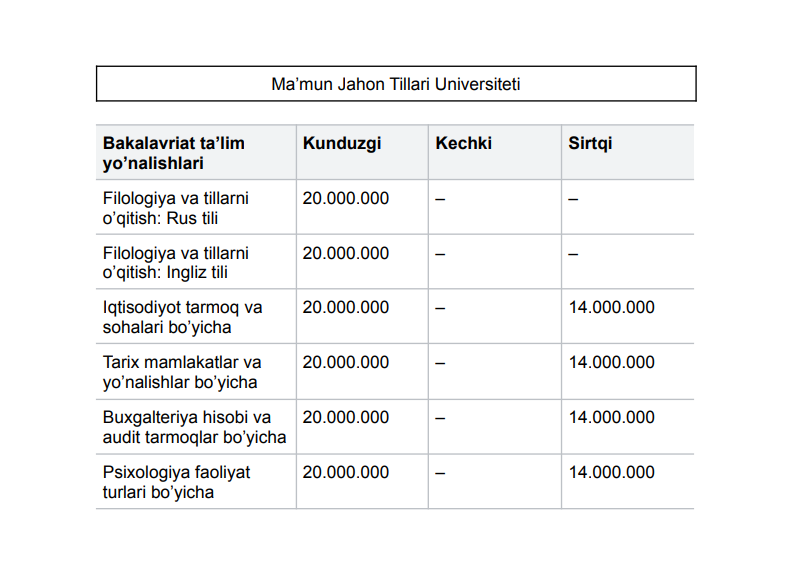 Ma’mun Jahon Tillari Universiteti
Bakalavriat ta’lim yo’nalishlari Kunduzgi Kechki Sirtqi
Filologiya va tillarni o’qitish: Rus tili 20.000.000 – –
Filologiya va tillarni o’qitish: Ingliz tili 20.000.000 – –
Iqtisodiyot tarmoq va sohalari bo’yicha 20.000.000 – 14.000.000
Tarix mamlakatlar va yo’nalishlar bo’yicha 20.000.000 – 14.000.000
Buxgalteriya hisobi va audit tarmoqlar bo’yicha 20.000.000 – 14.000.000
Psixologiya faoliyat turlari bo’yicha 20.000.000 – 14.000.000